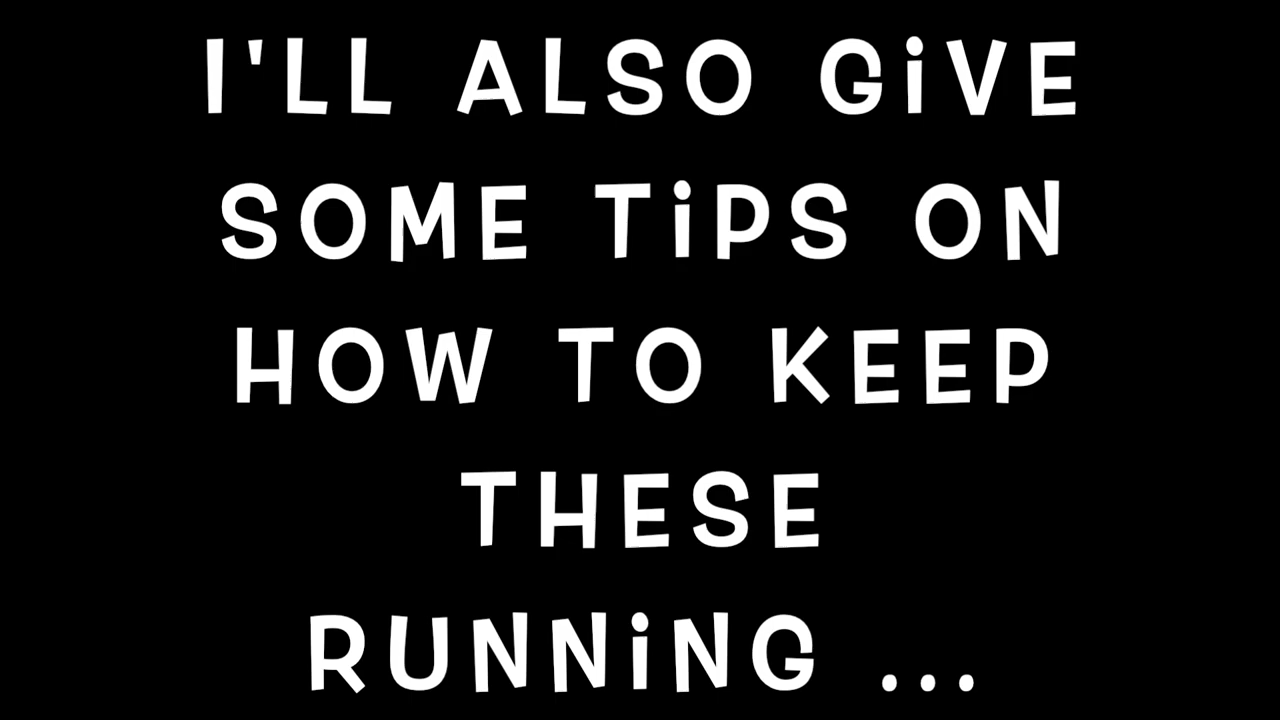 I'LL ALSO GiVE
SOME TiPS ON
HOW TO KEEP
THESE
RUNNiNG ...